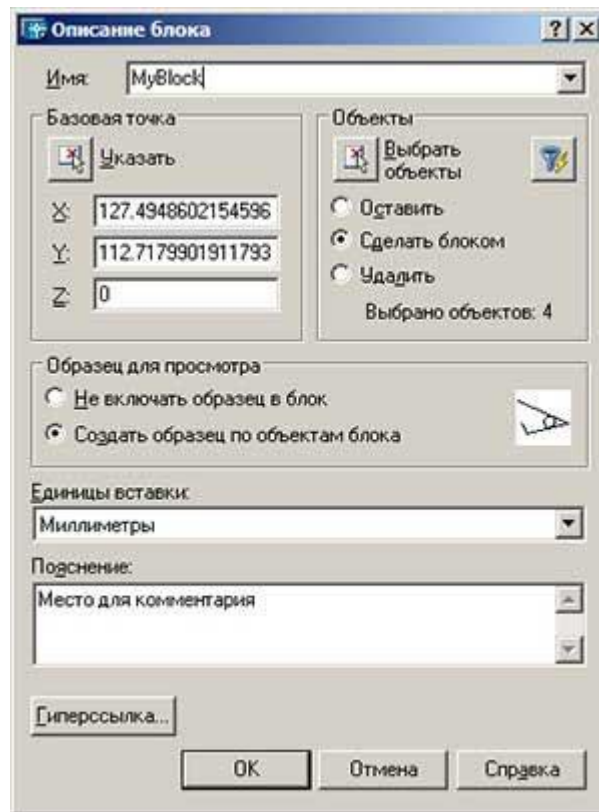 Описание блока
Имя: MyBlock
Базовая точка
Указать
X: 127.4948602154596
Y: 112.7179901911793
Z: 0
Объекты
Выбрать
объекты
Оставить
Сделать блоком
Удалить
Выбрано объектов: 4
Образец для просмотра
Не включать образец в блок
Создать образец по объектам блока
Единицы вставки:
Миллиметры
Пояснение:
Место для комментария
Гиперссылка...
OK Отмена Справка